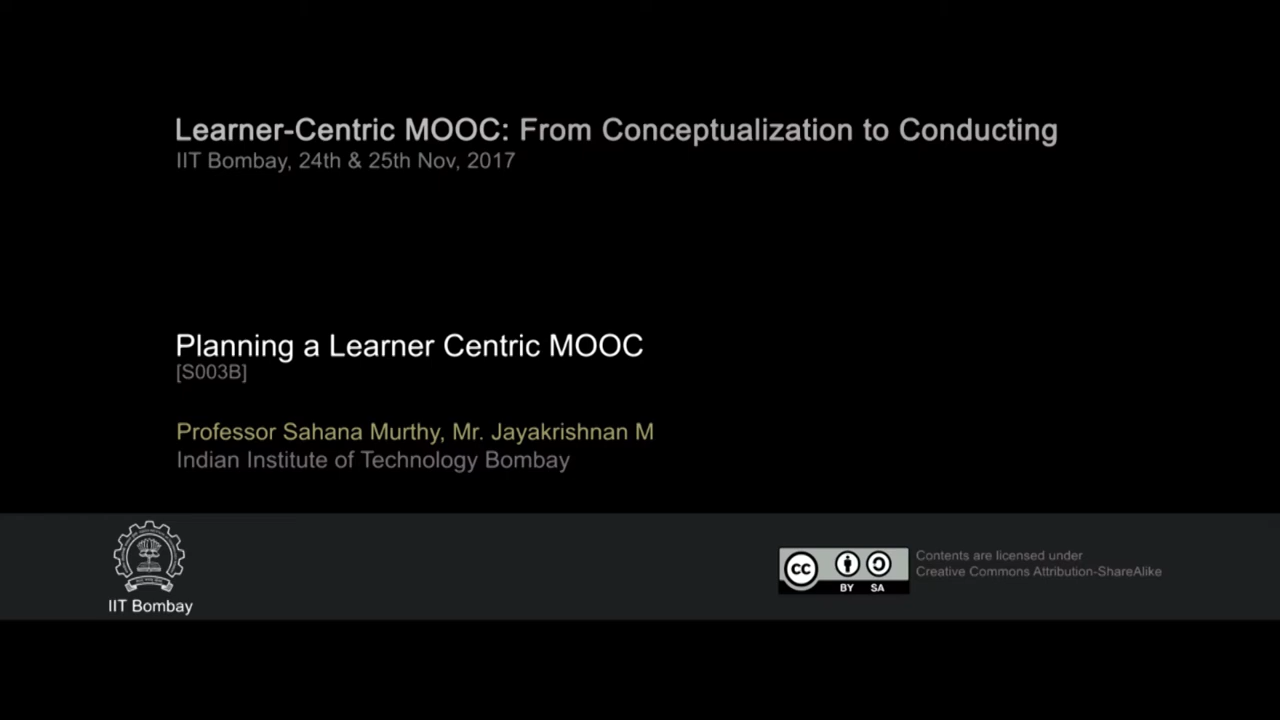 Learner-Centric MOOC: From Conceptualization to Conducting
IIT Bombay, 24th & 25th Nov, 2017
Planning a Learner Centric MOOC
[S003B]
Professor Sahana Murthy, Mr. Jayakrishnan M
Indian Institute of Technology Bombay
IIT Bombay
cc BY SA
Contents are licensed under
Creative Commons Attribution-ShareAlike